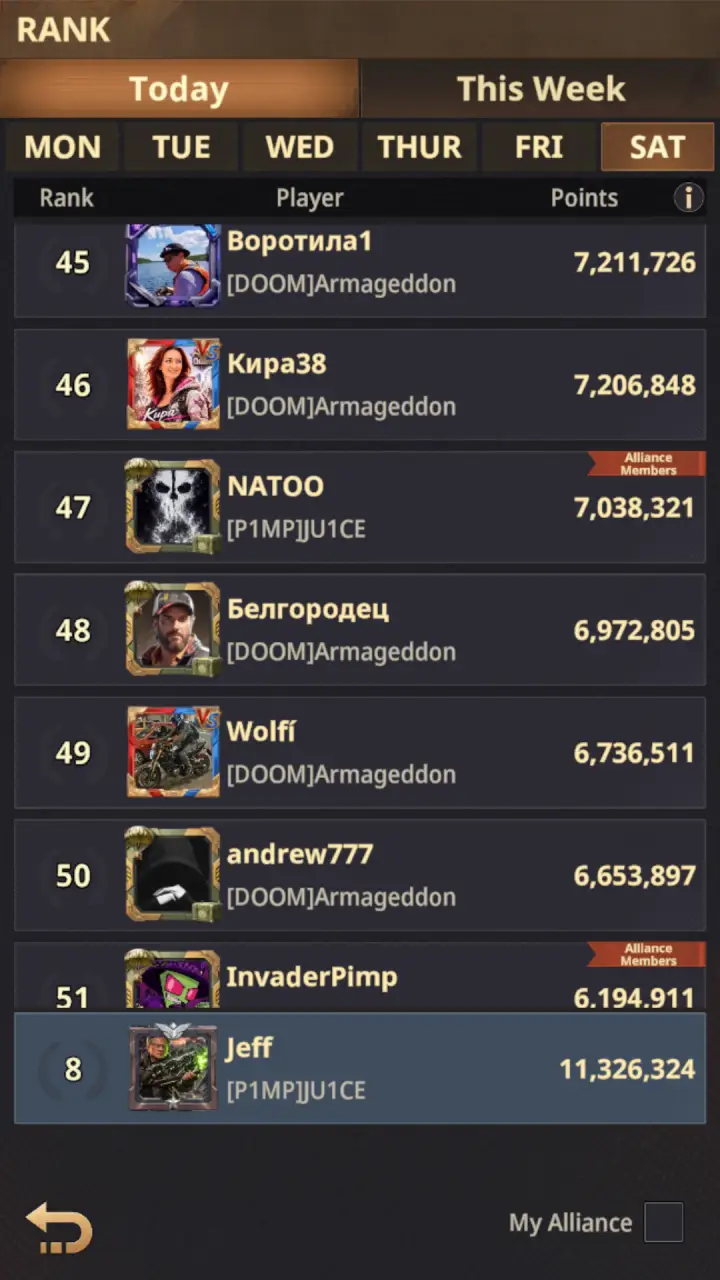 RANK
Today
This Week
MON
TUE
WED
THUR
FRI
SAT
Rank
Player
Points
i
45
Воротила1
[DOOM]Armageddon
7,211,726
46
Кира38
[DOOM]Armageddon
7,206,848
Кира
VS
Alliance
Members
47
NATOO
[P1MP]JU1CE
7,038,321
48
Белгородец
[DOOM]Armageddon
6,972,805
49
Wolfí
[DOOM]Armageddon
6,736,511
VS
50
andrew777
[DOOM]Armageddon
6,653,897
Alliance
Members
51
InvaderPimp
6,194,911
8
Jeff
[P1MP]JU1CE
11,326,324
My Alliance